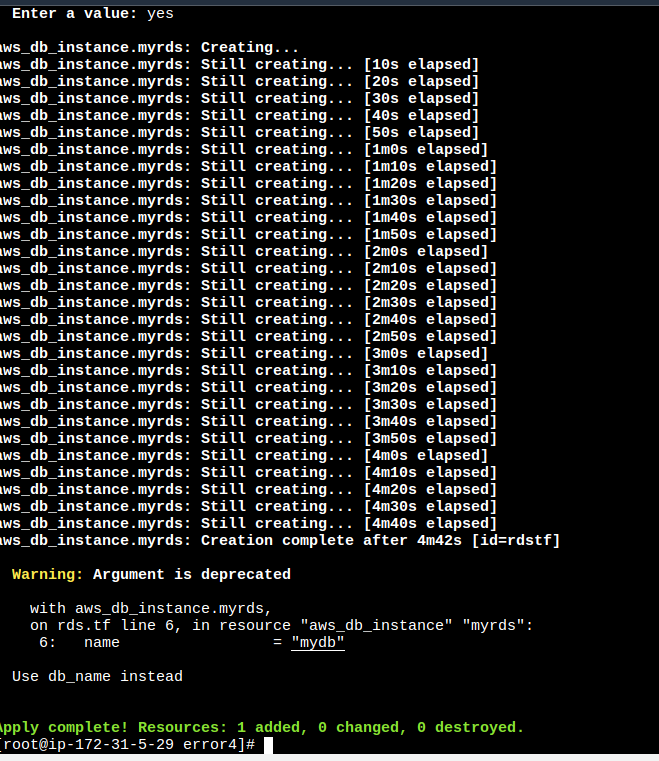 Enter a value: yes
aws_db_instance.myrds: Creating...
aws_db_instance.myrds: Still creating... [10s elapsed]
aws_db_instance.myrds: Still creating... [20s elapsed]
aws_db_instance.myrds: Still creating... [30s elapsed]
aws_db_instance.myrds: Still creating... [40s elapsed]
aws_db_instance.myrds: Still creating... [50s elapsed]
aws_db_instance.myrds: Still creating... [1m0s elapsed]
aws_db_instance.myrds: Still creating... [1m10s elapsed]
aws_db_instance.myrds: Still creating... [1m20s elapsed]
aws_db_instance.myrds: Still creating... [1m30s elapsed]
aws_db_instance.myrds: Still creating... [1m40s elapsed]
aws_db_instance.myrds: Still creating... [1m50s elapsed]
aws_db_instance.myrds: Still creating... [2m0s elapsed]
aws_db_instance.myrds: Still creating... [2m10s elapsed]
aws_db_instance.myrds: Still creating... [2m20s elapsed]
aws_db_instance.myrds: Still creating... [2m30s elapsed]
aws_db_instance.myrds: Still creating... [2m40s elapsed]
aws_db_instance.myrds: Still creating... [2m50s elapsed]
aws_db_instance.myrds: Still creating... [3m0s elapsed]
aws_db_instance.myrds: Still creating... [3m10s elapsed]
aws_db_instance.myrds: Still creating... [3m20s elapsed]
aws_db_instance.myrds: Still creating... [3m30s elapsed]
aws_db_instance.myrds: Still creating... [3m40s elapsed]
aws_db_instance.myrds: Still creating... [3m50s elapsed]
aws_db_instance.myrds: Still creating... [4m0s elapsed]
aws_db_instance.myrds: Still creating... [4m10s elapsed]
aws_db_instance.myrds: Still creating... [4m20s elapsed]
aws_db_instance.myrds: Still creating... [4m30s elapsed]
aws_db_instance.myrds: Still creating... [4m40s elapsed]
aws_db_instance.myrds: Creation complete after 4m42s [id=rdstf]
Warning: Argument is deprecated
with aws_db_instance.myrds,
on rds.tf line 6, in resource "aws_db_instance" "myrds":
6: name = "mydb"
Use db_name instead
Apply complete! Resources: 1 added, 0 changed, 0 destroyed.
[root@ip-172-31-5-29 error4]#